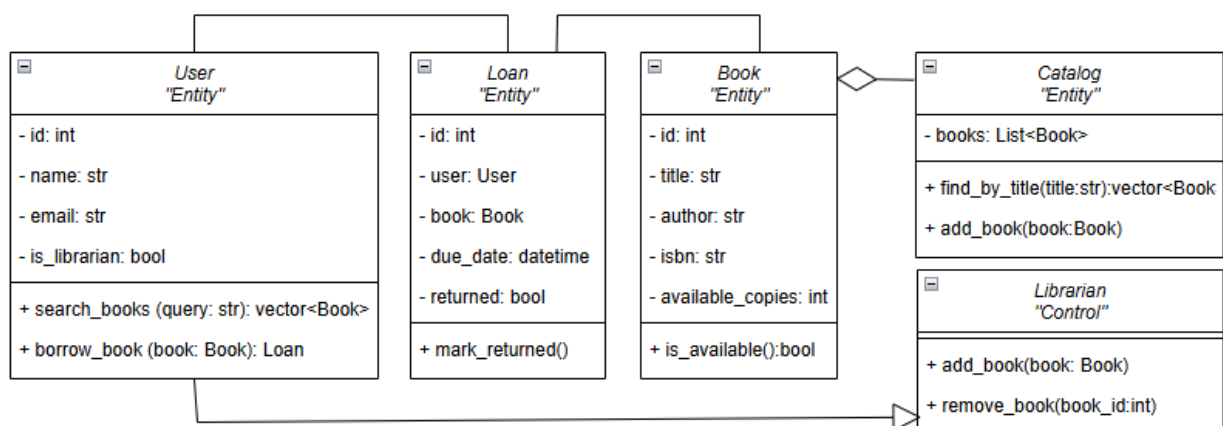 User
"Entity"
- id: int
- name: str
- email: str
- is_librarian: bool
+ search_books (query: str): vector<Book>
+ borrow_book (book: Book): Loan
Loan
"Entity"
- id: int
- user: User
- book: Book
- due_date: datetime
- returned: bool
+ mark_returned()
Book
"Entity"
- id: int
- title: str
- author: str
- isbn: str
- available_copies: int
+ is_available():bool
Catalog
"Entity"
- books: List<Book>
+ find_by_title(title:str):vector<Book
+ add_book(book:Book)
Librarian
"Control"
+ add_book(book: Book)
+ remove_book(book_id:int)